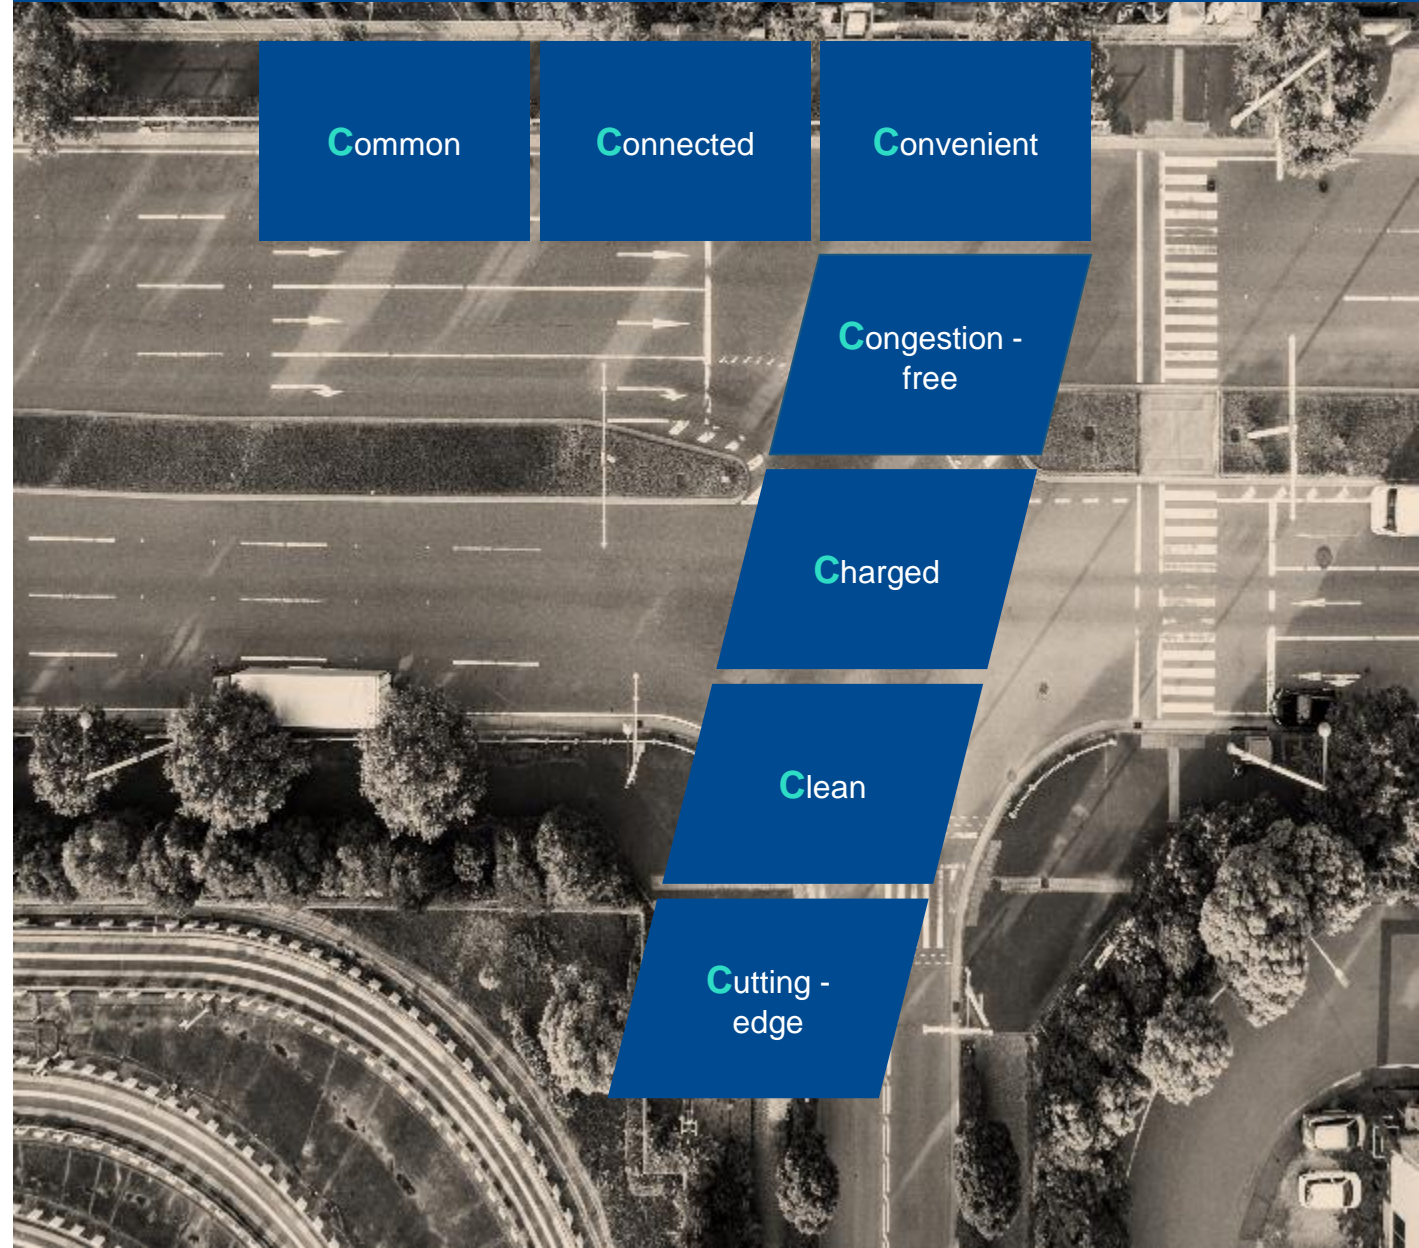 Common
Connected
Convenient
Congestion -
free
Charged
Clean
Cutting -
edge